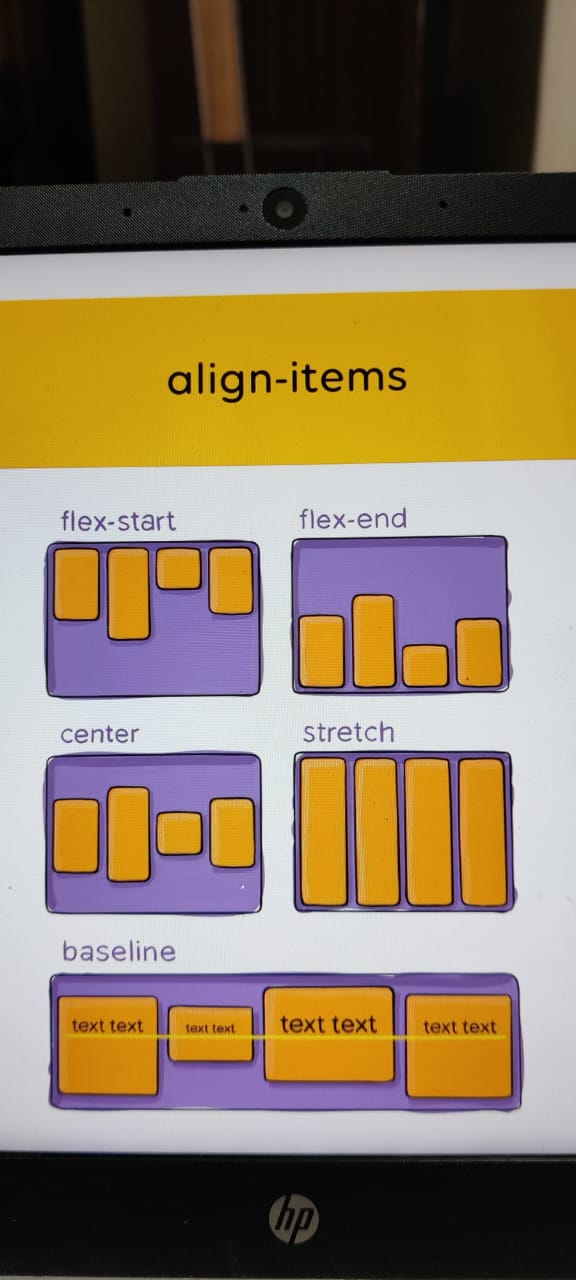 align-items
flex-start
flex-end
center
stretch
baseline
text text
text text
text text
text text
hp